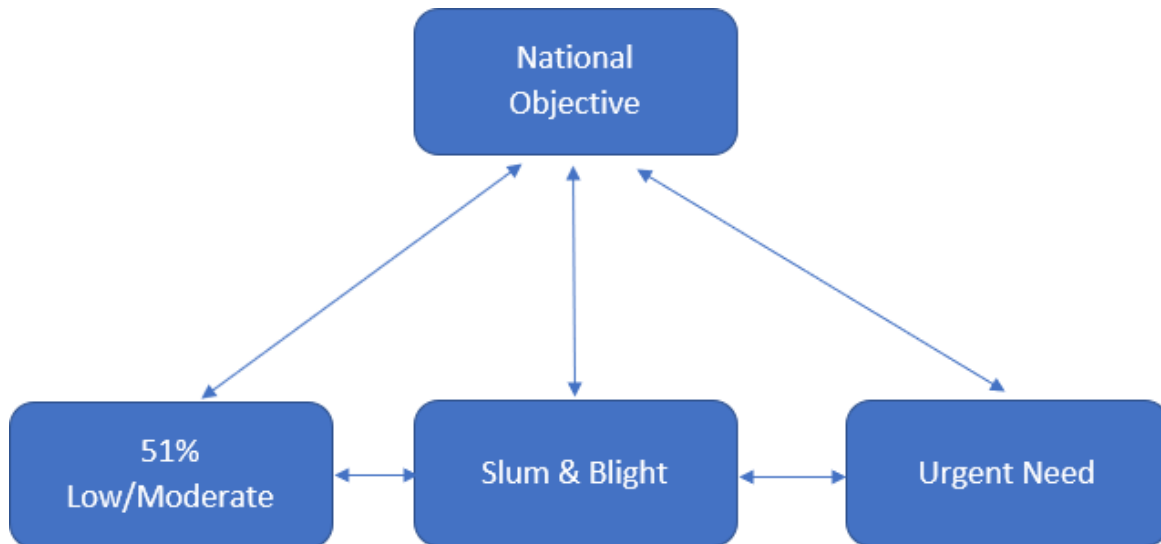 National
Objective
51%
Low/Moderate
Slum & Blight
Urgent Need